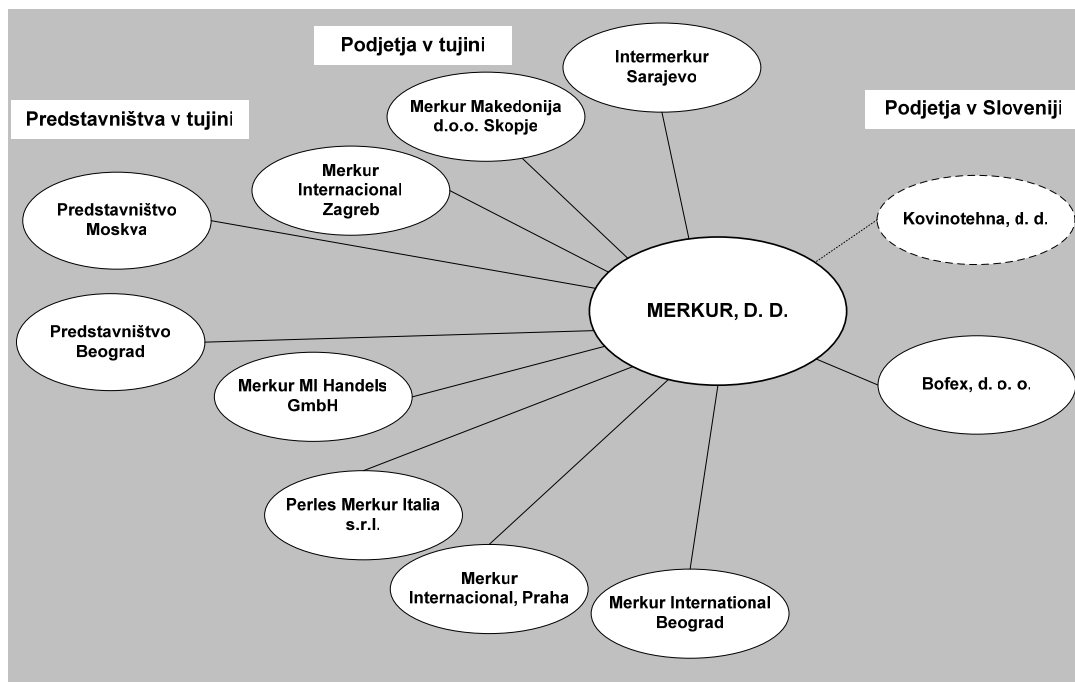 Podjetja v tujini
Intermerkur
Sarajevo
Merkur Makedonija
d.o.o. Skopje
Podjetja v Sloveniji
Predstavništva v tujini
Merkur
Internacional
Zagreb
Predstavništvo
Moskva
Kovinotehna, d. d.
MERKUR, D. D.
Predstavništvo
Beograd
Merkur MI Handels
GmbH
Bofex, d. o. o.
Perles Merkur Italia
s.r.l.
Merkur
Internacional, Praha
Merkur International
Beograd